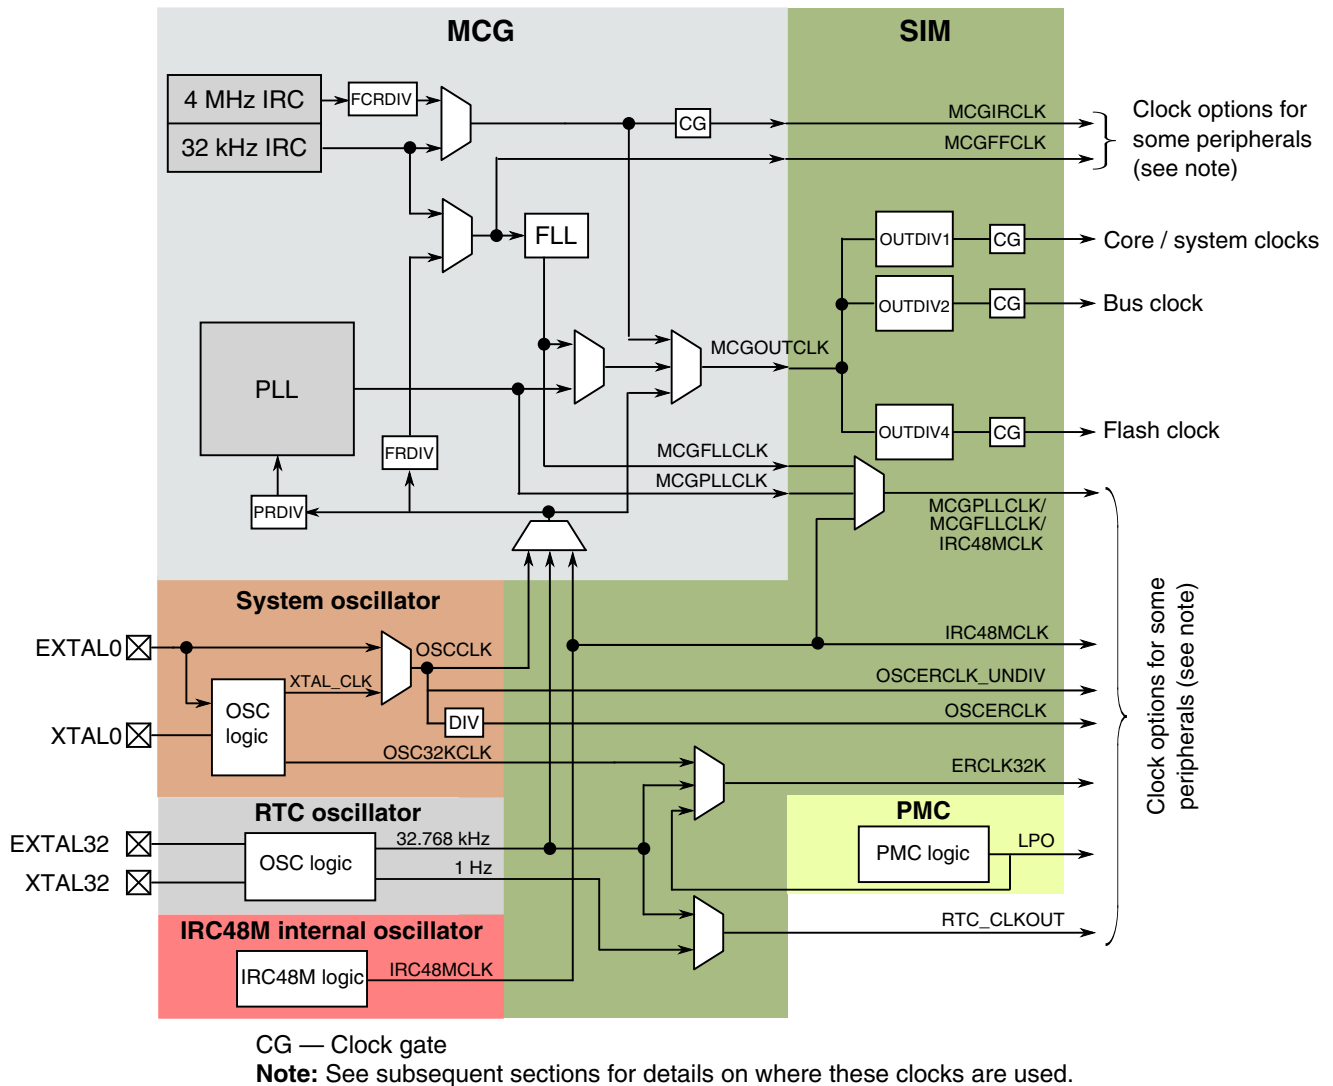 MCG
SIM
4 MHz IRC
FCRDIV
32 kHz IRC
CG
MCGIRCLK
MCGFFCLK
Clock options for
some peripherals
(see note)
FLL
OUTDIV1
CG
Core / system clocks
OUTDIV2
CG
Bus clock
PLL
MCGOUTCLK
OUTDIV4
CG
Flash clock
FRDIV
MCGFLLCLK
MCGPLLCLK
PRDIV
MCGPLLCLK/
MCGFLLCLK/
IRC48MCLK
System oscillator
EXTAL0
OSCCLK
XTAL_CLK
OSC
logic
XTAL0
DIV
OSC32KCLK
IRC48MCLK
OSCERCLK_UNDIV
OSCERCLK
ERCLK32K
Clock options for some
peripherals (see note)
RTC oscillator
EXTAL32
XTAL32
OSC logic
32.768 kHz
1 Hz
PMC
PMC logic
LPO
RTC_CLKOUT
IRC48M internal oscillator
IRC48M logic
IRC48MCLK
CG — Clock gate
Note: See subsequent sections for details on where these clocks are used.